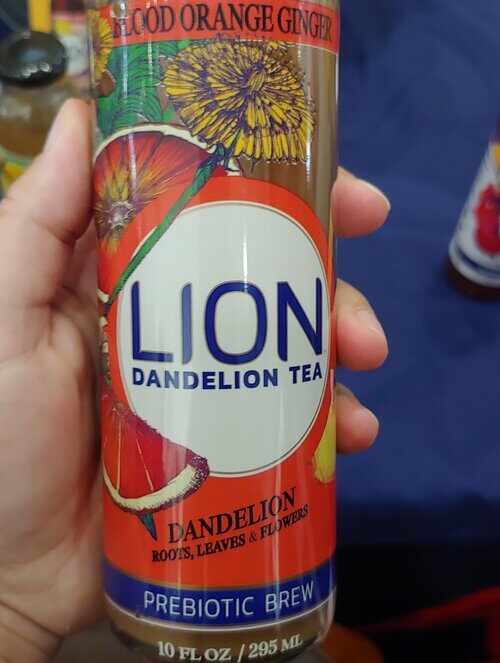 BLOOD ORANGE GINGER
LION
DANDELION TEA
DANDELION
ROOTS, LEAVES & FLOWERS
PREBIOTIC BREW
10 FL OZ / 295 ML